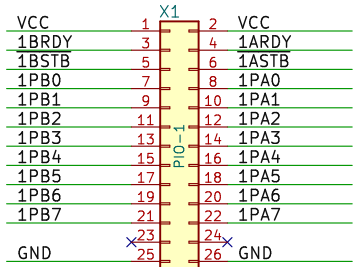 X1
VCC 1 2 VCC
1BRDY 3 4 1ARDY
1BSTB 5 6 1ASTB
1PB0 7 8 1PA0
1PB1 9 10 1PA1
1PB2 11 12 1PA2
1PB3 13 14 1PA3
1PB4 15 16 1PA4
1PB5 17 18 1PA5
1PB6 19 20 1PA6
1PB7 21 22 1PA7
23 24
GND 25 26 GND
PIO-1